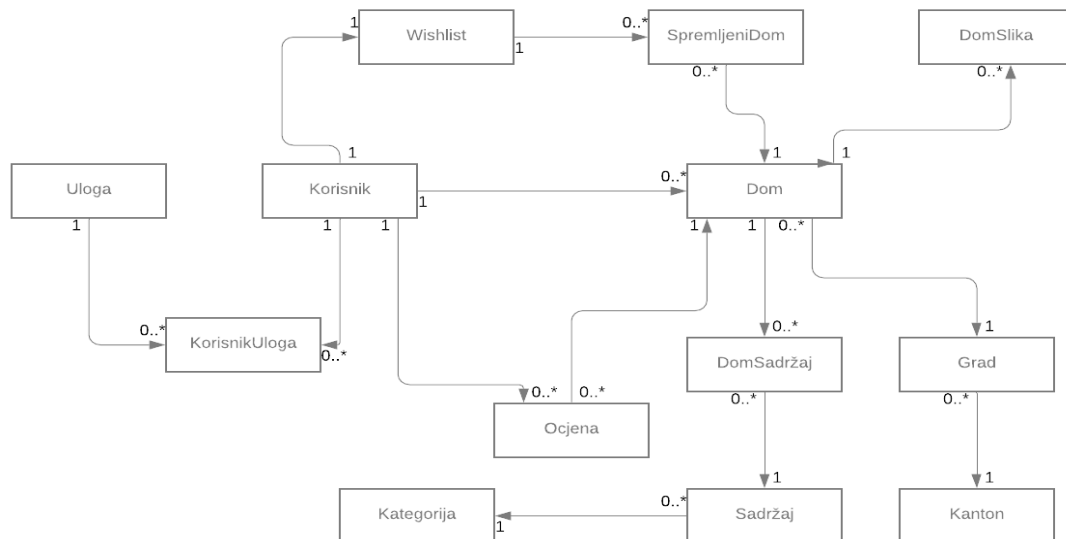 1
Wishlist
1
0..*
SpremljeniDom
0..*
DomSlika
0..*
Uloga
1
1
Korisnik
1
1
1
0..*
1
Dom
1
1
1
0..*
0..*
KorisnikUloga
0..*
0..*
0..*
Ocjena
0..*
DomSadržaj
0..*
1
Grad
0..*
Kategorija
1
0..*
1
Sadržaj
1
Kanton